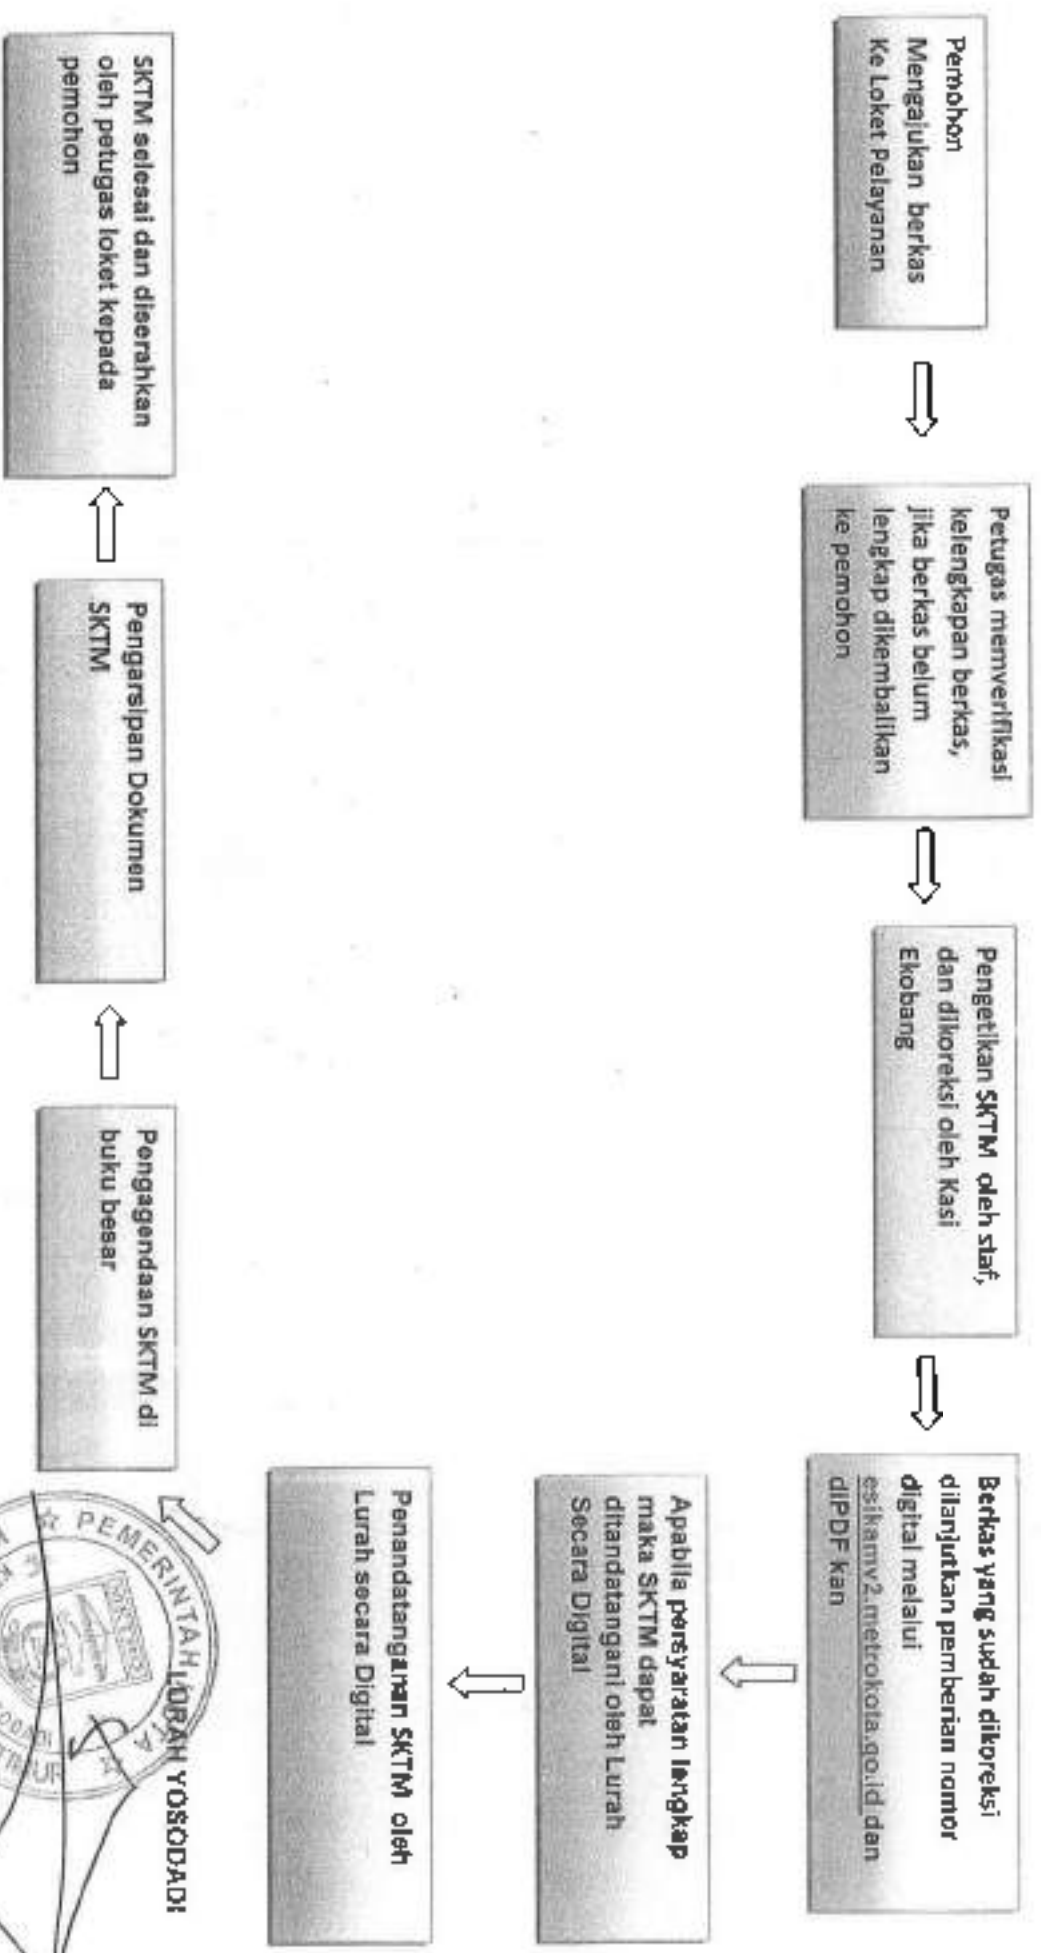 Pemohon
Mengajukan berkas
Ke Loket Pelayanan
Petugas memverifikasi
kelengkapan berkas,
jika berkas belum
lengkap dikembalikan
ke pemohon
Pengetikan SKTM oleh staf,
dan dikoreksi oleh Kasi
Ekobang
Berkas yang sudah dikoreksi
dilanjutkan pemberian nomor
digital melalui
esikamv2.metrokota.go.id dan
diPDF kan
Apabila persyaratan lengkap
maka SKTM dapat
ditandatangani oleh Lurah
Secara Digital
Penandatanganan SKTM oleh
Lurah secara Digital
Pengagendaan SKTM di
buku besar
Pengarsipan Dokumen
SKTM
SKTM selesai dan diserahkan
oleh petugas loket kepada
pemohon
LURAH YOSODADI
PEMERINTAH
METRO